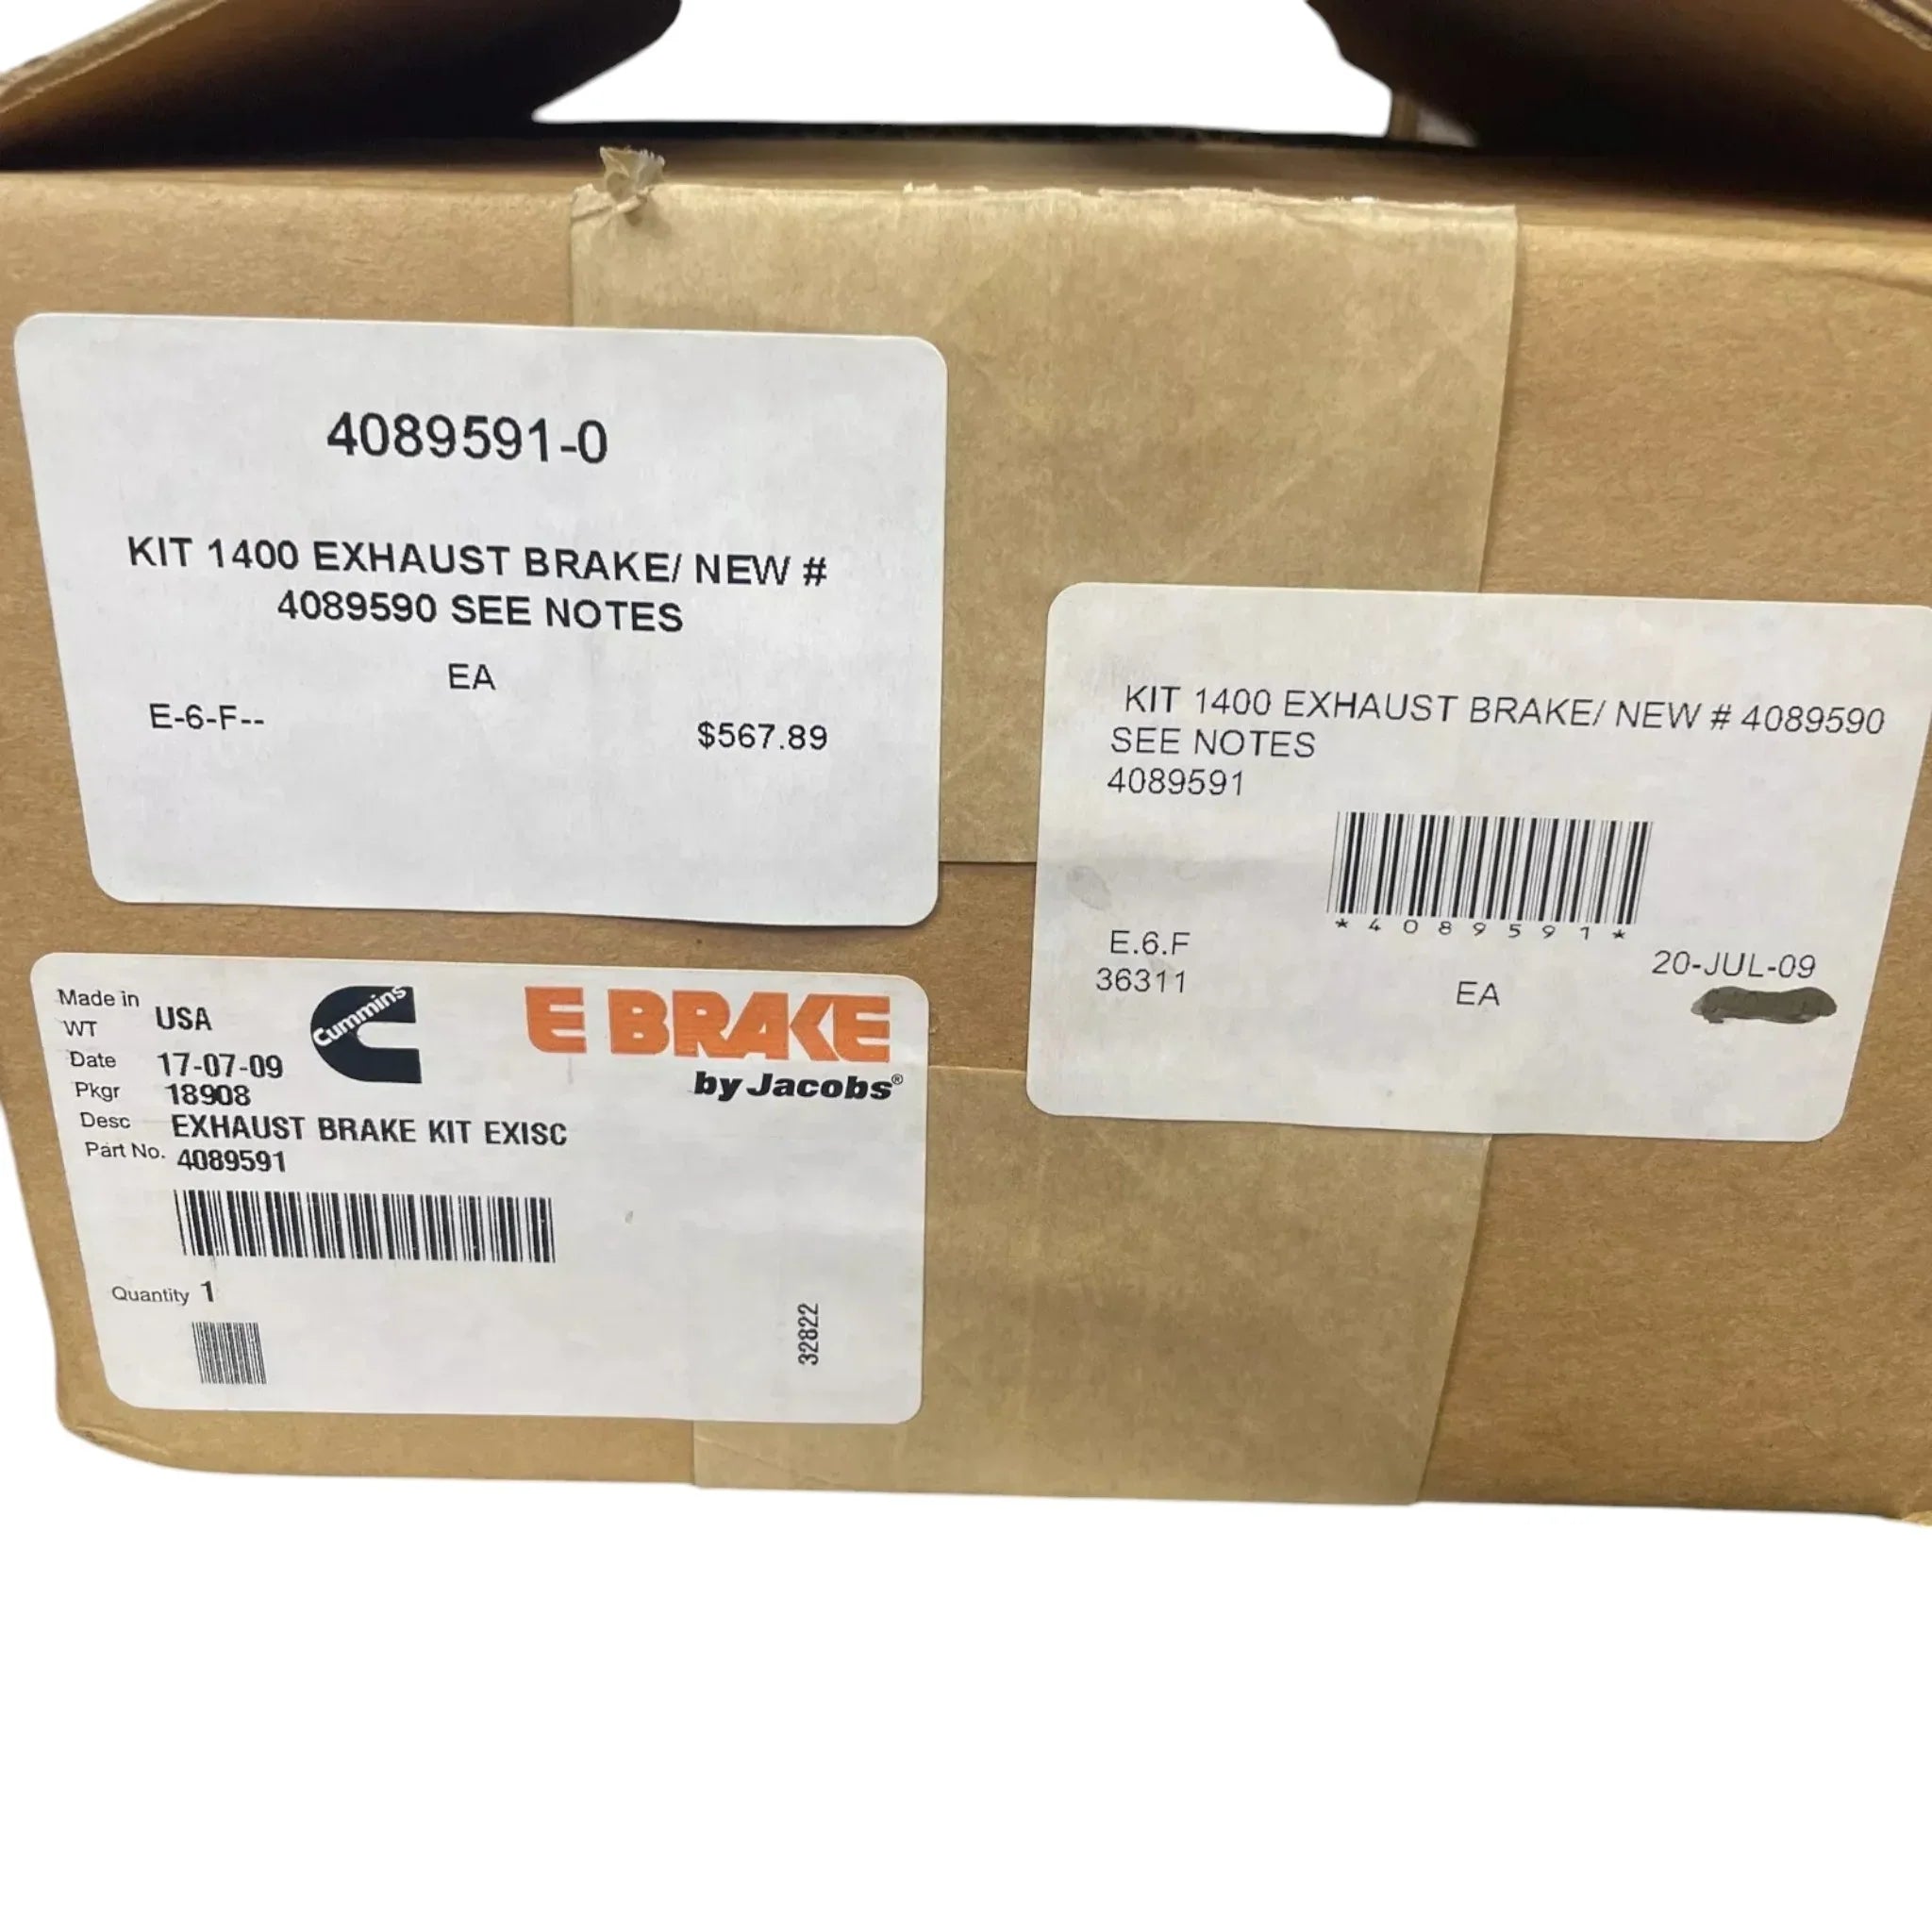 4089591-0
KIT 1400 EXHAUST BRAKE/ NEW #
4089590 SEE NOTES
EA
E-6-F--
$567.89
KIT 1400 EXHAUST BRAKE/ NEW # 4089590
SEE NOTES
4089591
*4089591*
E.6.F
36311
EA
20-JUL-09
Made in USA
WT
Date 17-07-09
Pkgr 18908
Desc EXHAUST BRAKE KIT EXISC
Part No. 4089591
Cummins
E BRAKE
by Jacobs®
Quantity 1
32822